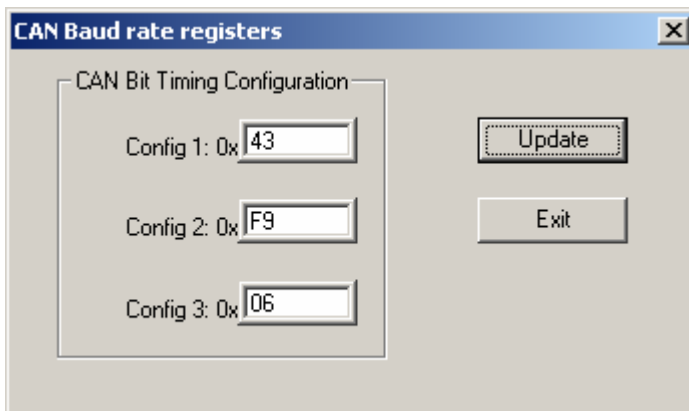 CAN Baud rate registers
CAN Bit Timing Configuration
Config 1: 0x 43
Update
Config 2: 0x F9
Exit
Config 3: 0x 06